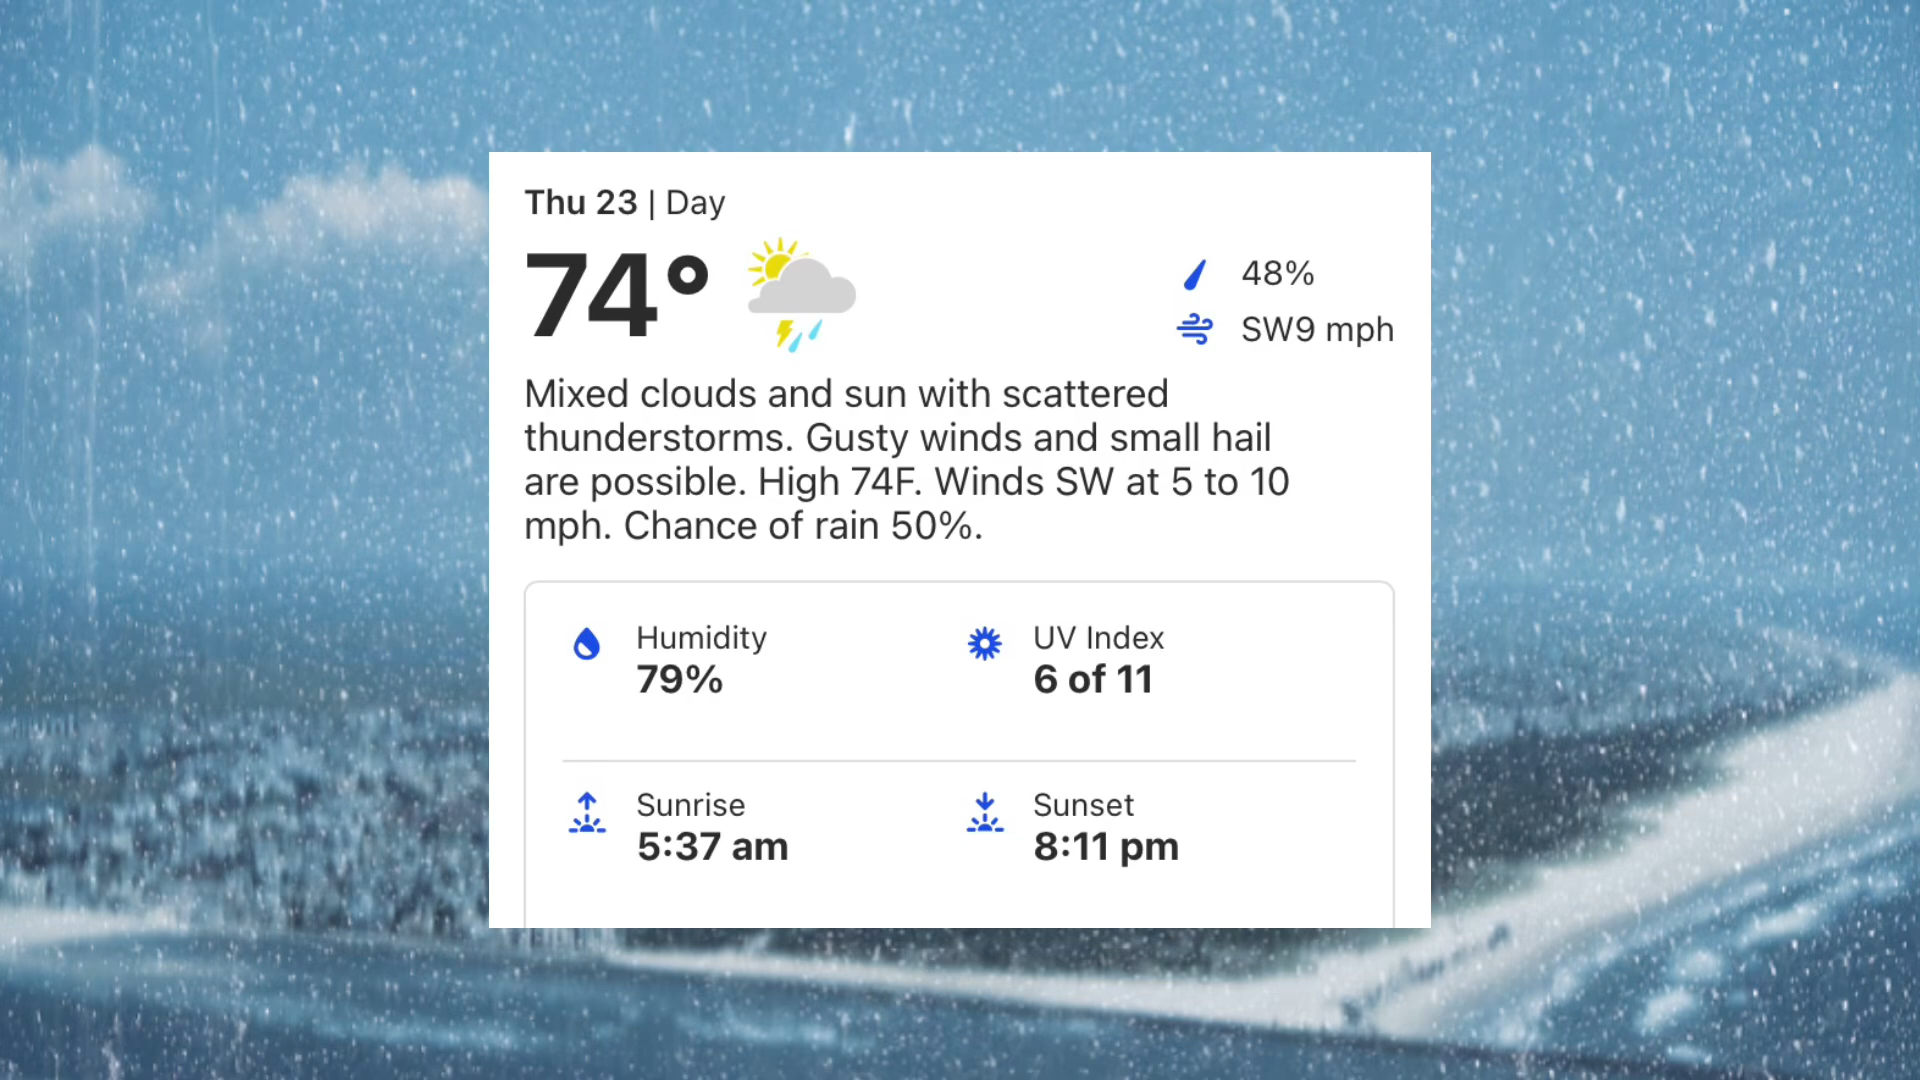 Thu 23 | Day
74°
48%
SW9 mph
Mixed clouds and sun with scattered
thunderstorms. Gusty winds and small hail
are possible. High 74F. Winds SW at 5 to 10
mph. Chance of rain 50%.
Humidity
79%
UV Index
6 of 11
Sunrise
5:37 am
Sunset
8:11 pm